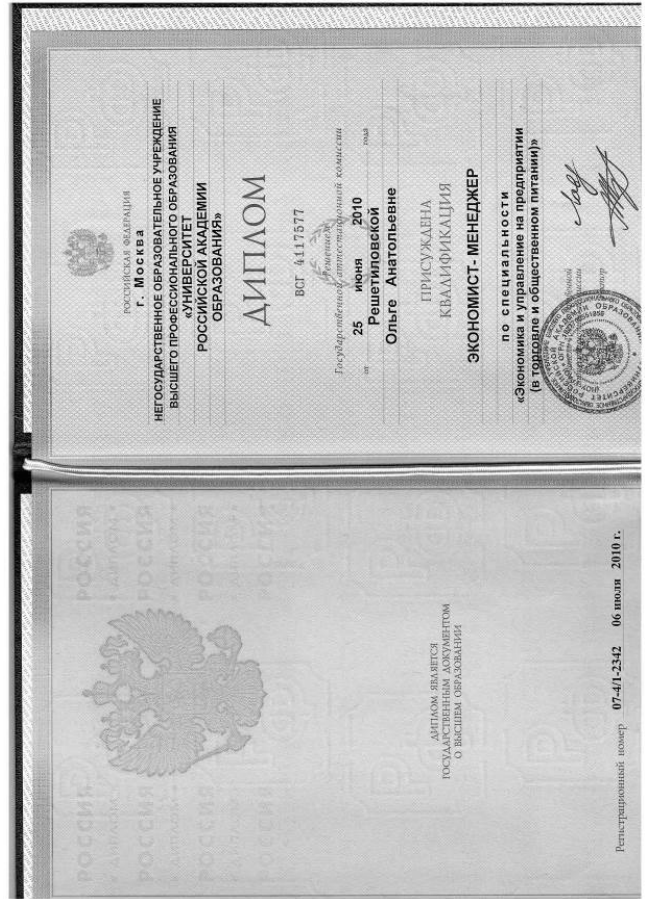 РОССИЯ
ДИПЛОМ ЯВЛЯЕТСЯ
ГОСУДАРСТВЕННЫМ ДОКУМЕНТОМ
О ВЫСШЕМ ОБРАЗОВАНИИ
Регистрационный номер 07-4/1-2342 06 июля 2010 г.
РОССИЙСКАЯ ФЕДЕРАЦИЯ
г. Москва
НЕГОСУДАРСТВЕННОЕ ОБРАЗОВАТЕЛЬНОЕ УЧРЕЖДЕНИЕ
ВЫСШЕГО ПРОФЕССИОНАЛЬНОГО ОБРАЗОВАНИЯ
«УНИВЕРСИТЕТ
РОССИЙСКОЙ АКАДЕМИИ
ОБРАЗОВАНИЯ»
ДИПЛОМ
ВСГ 4117577
Решением
Государственной аттестационной комиссии
от 25 июня 2010 года
Решетиловской
Ольге Анатольевне
ПРИСУЖДЕНА
КВАЛИФИКАЦИЯ
ЭКОНОМИСТ- МЕНЕДЖЕР
по специальности
«Экономика и управление на предприятии
(в торговле и общественном питании)»